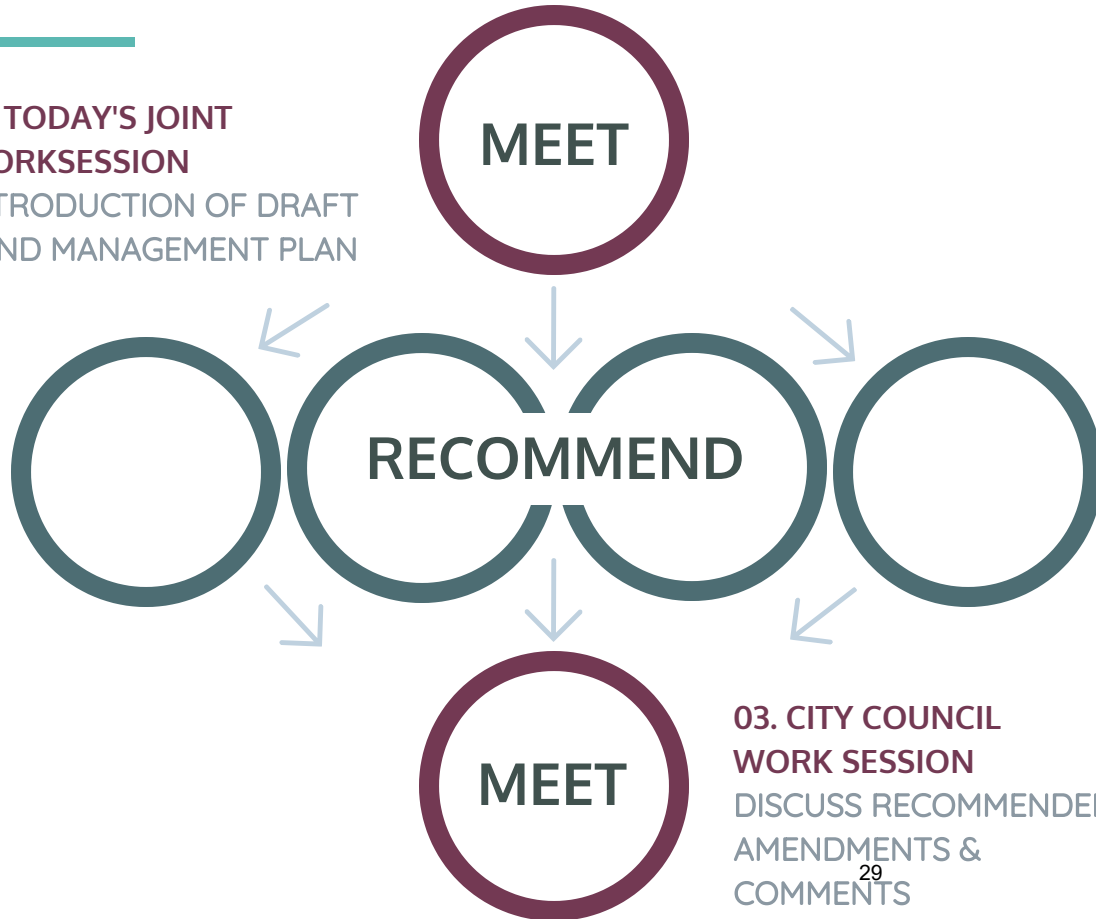 MEET
TODAY'S JOINT
ORKSESSION
TRODUCTION OF DRAFT
ND MANAGEMENT PLAN
RECOMMEND
MEET
03. CITY COUNCIL
WORK SESSION
DISCUSS RECOMMENDE
AMENDMENTS &
COMMENTS
29